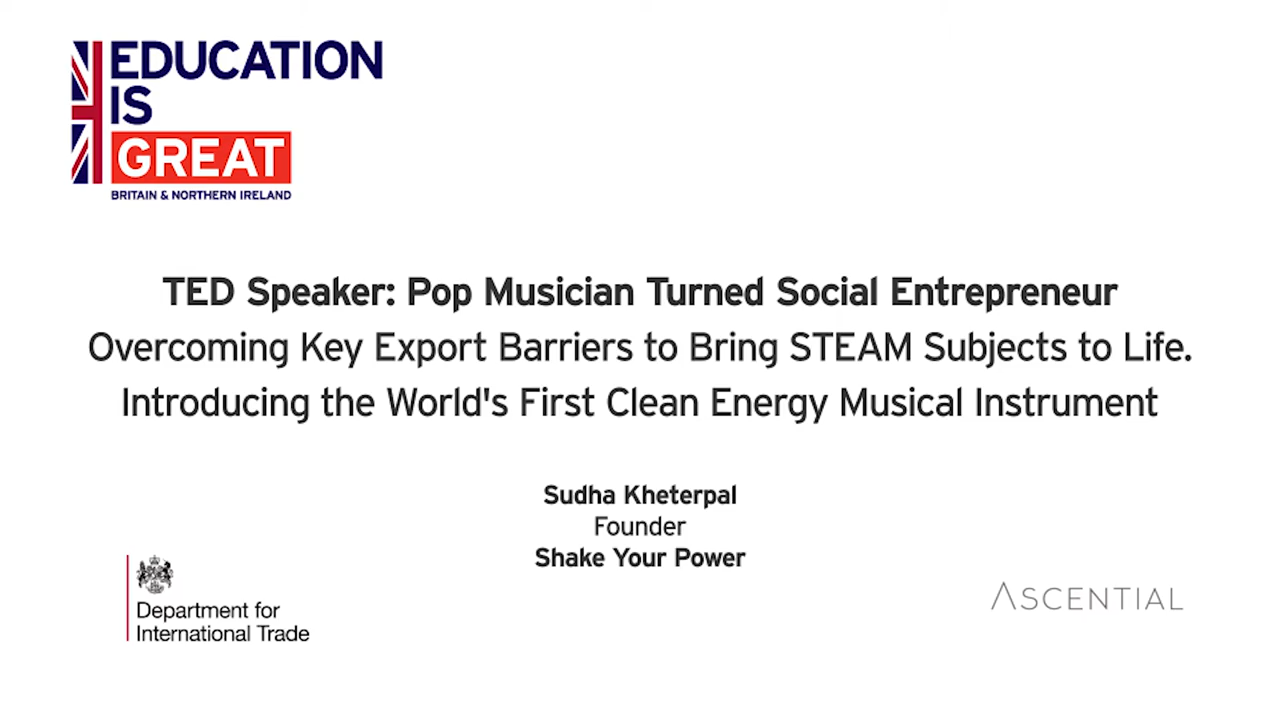 EDUCATION
IS
GREAT
BRITAIN & NORTHERN IRELAND
TED Speaker: Pop Musician Turned Social Entrepreneur
Overcoming Key Export Barriers to Bring STEAM Subjects to Life.
Introducing the World's First Clean Energy Musical Instrument
Sudha Kheterpal
Founder
Shake Your Power
Department for
International Trade
ASCENTIAL